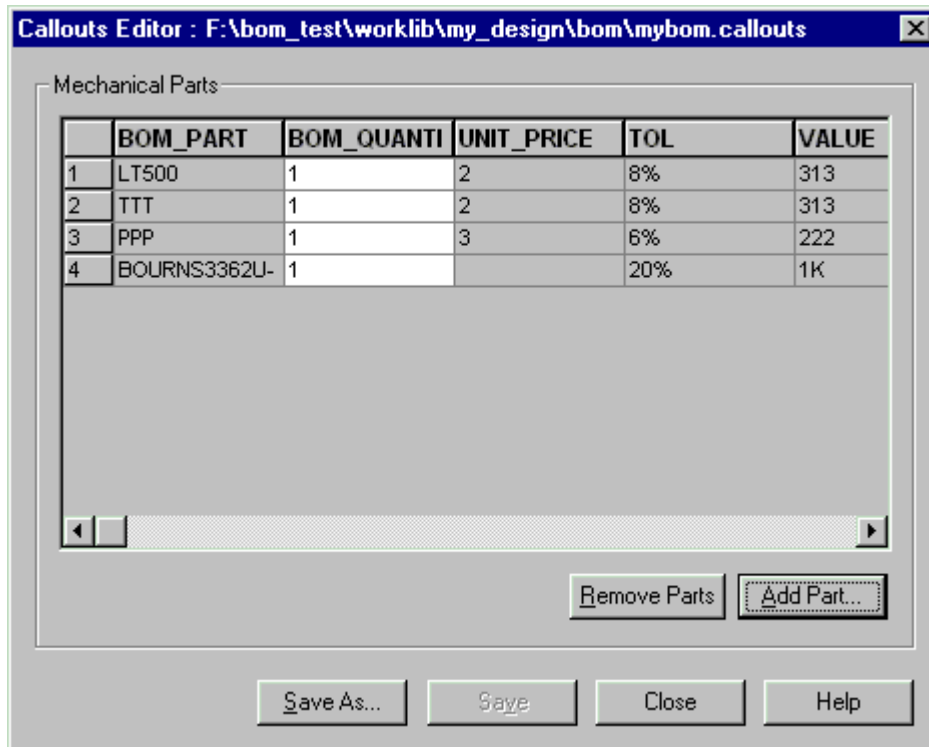 Callouts Editor : F:\bom_test\worklib\my_design\bom\mybom.callouts
Mechanical Parts
BOM_PART BOM_QUANTI UNIT_PRICE TOL VALUE
1 LT500 1 2 8% 313
2 TTT 1 2 8% 313
3 PPP 1 3 6% 222
4 BOURNS3362U- 1 20% 1K
Remove Parts Add Part...
Save As... Save Close Help